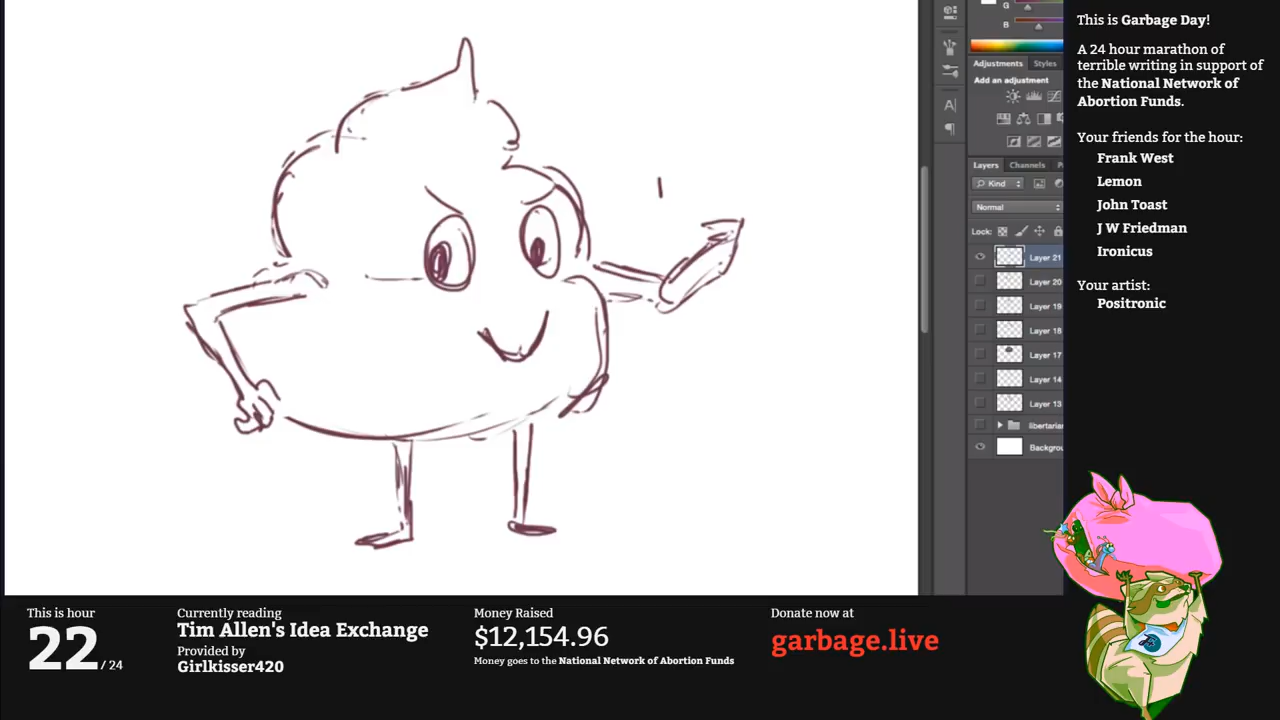 G
B
Adjustments Styles
Add an adjustment
A|
Layers Channels P
Kind
Normal
Lock:
Layer 21
Layer 20
Layer 19
Layer 18
Layer 17
Layer 14
Layer 13
libertaria
Backgrou
This is Garbage Day!
A 24 hour marathon of
terrible writing in support of
the National Network of
Abortion Funds.
Your friends for the hour:
Frank West
Lemon
John Toast
J W Friedman
Ironicus
Your artist:
Positronic
This is hour
22 / 24
Currently reading
Tim Allen's Idea Exchange
Provided by
Girlkisser420
Money Raised
$12,154.96
Money goes to the National Network of Abortion Funds
Donate now at
garbage.live